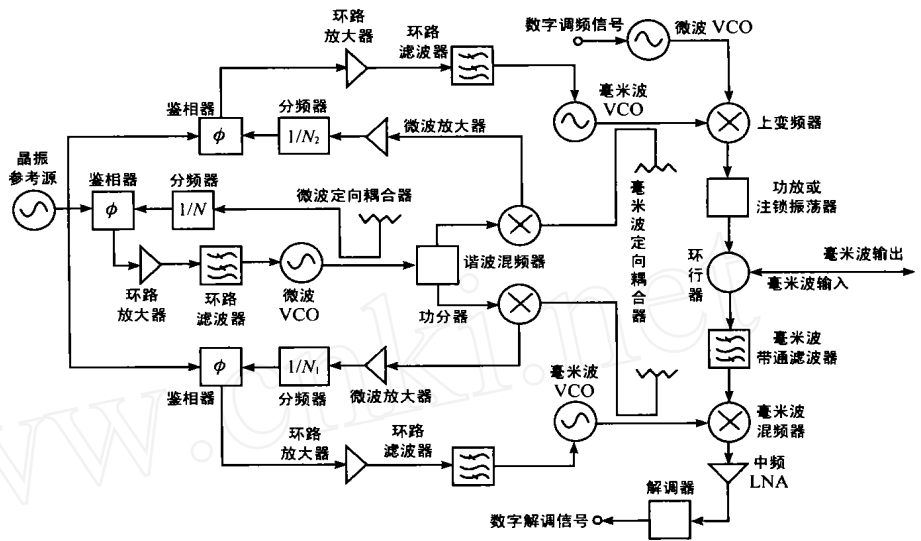 环路
放大器
环路
滤波器
数字调频信号
微波 VCO
毫米波
VCO
上变频器
鉴相器
φ
分频器
1/N₂
微波放大器
晶振
参考源
鉴相器
φ
分频器
1/N
微波定向耦合器
毫米波定向耦合器
功放或
注锁振荡器
环路
放大器
环路
滤波器
微波
VCO
谐波混频器
功分器
环行器
毫米波输出
毫米波输入
鉴相器
φ
分频器
1/N₁
微波放大器
毫米波
VCO
毫米波
带通滤波器
毫米波
混频器
环路
放大器
环路
滤波器
中频
LNA
解调器
数字解调信号
www.cnki.net